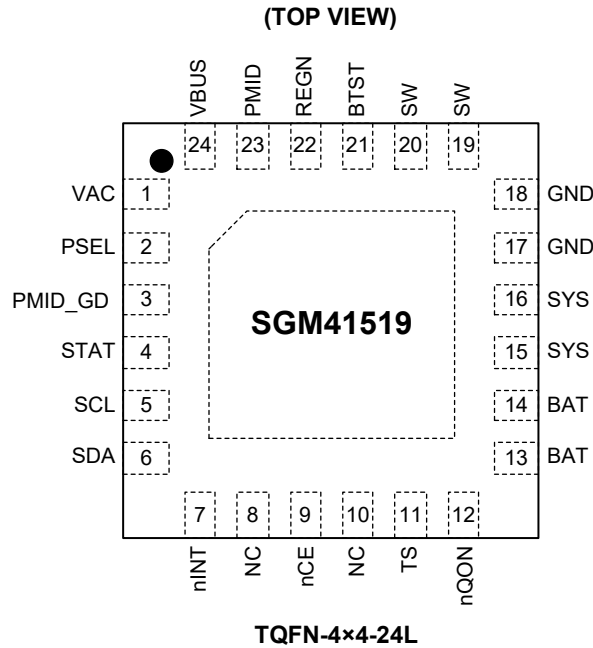 (TOP VIEW)
VBUS
PMID
REGN
BTST
SW
SW
24
23
22
21
20
19
VAC 1
PSEL 2
PMID_GD 3
STAT 4
SCL 5
SDA 6
SGM41519
18 GND
17 GND
16 SYS
15 SYS
14 BAT
13 BAT
7
8
9
10
11
12
nINT
NC
nCE
NC
TS
nQON
TQFN-4×4-24L